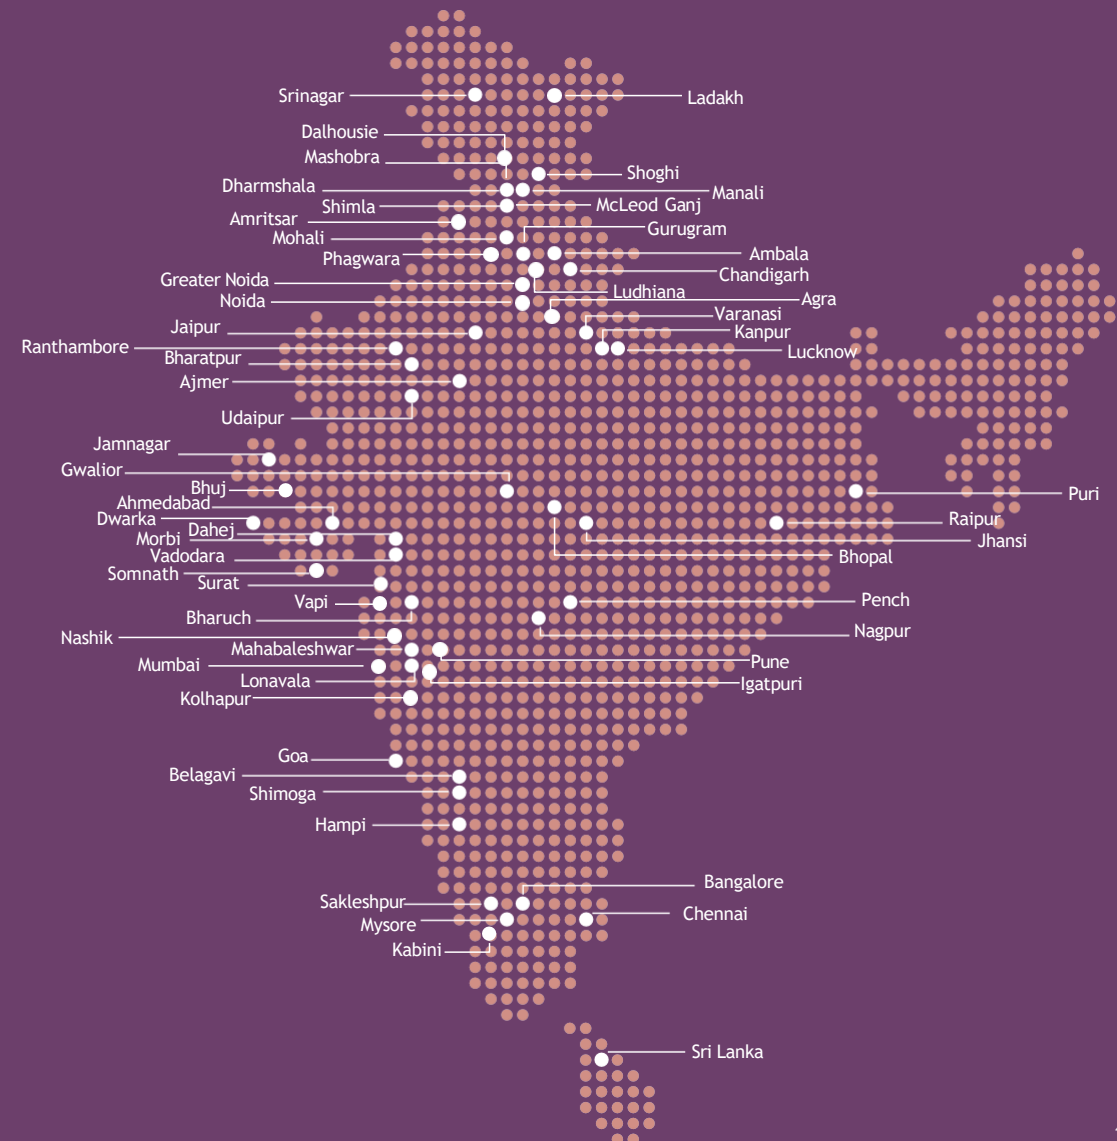 Srinagar
Ladakh
Dalhousie
Mashobra
Shoghi
Dharmshala
Manali
Shimla
McLeod Ganj
Amritsar
Gurugram
Mohali
Phagwara
Ambala
Chandigarh
Greater Noida
Ludhiana
Noida
Agra
Varanasi
Jaipur
Kanpur
Ranthambore
Lucknow
Bharatpur
Ajmer
Udaipur
Jamnagar
Gwalior
Bhuj
Puri
Ahmedabad
Dwarka
Raipur
Dahej
Morbi
Jhansi
Vadodara
Bhopal
Somnath
Surat
Vapi
Pench
Bharuch
Nagpur
Nashik
Mahabaleshwar
Pune
Mumbai
Lonavala
Igatpuri
Kolhapur
Goa
Belagavi
Shimoga
Hampi
Bangalore
Sakleshpur
Chennai
Mysore
Kabini
Sri Lanka